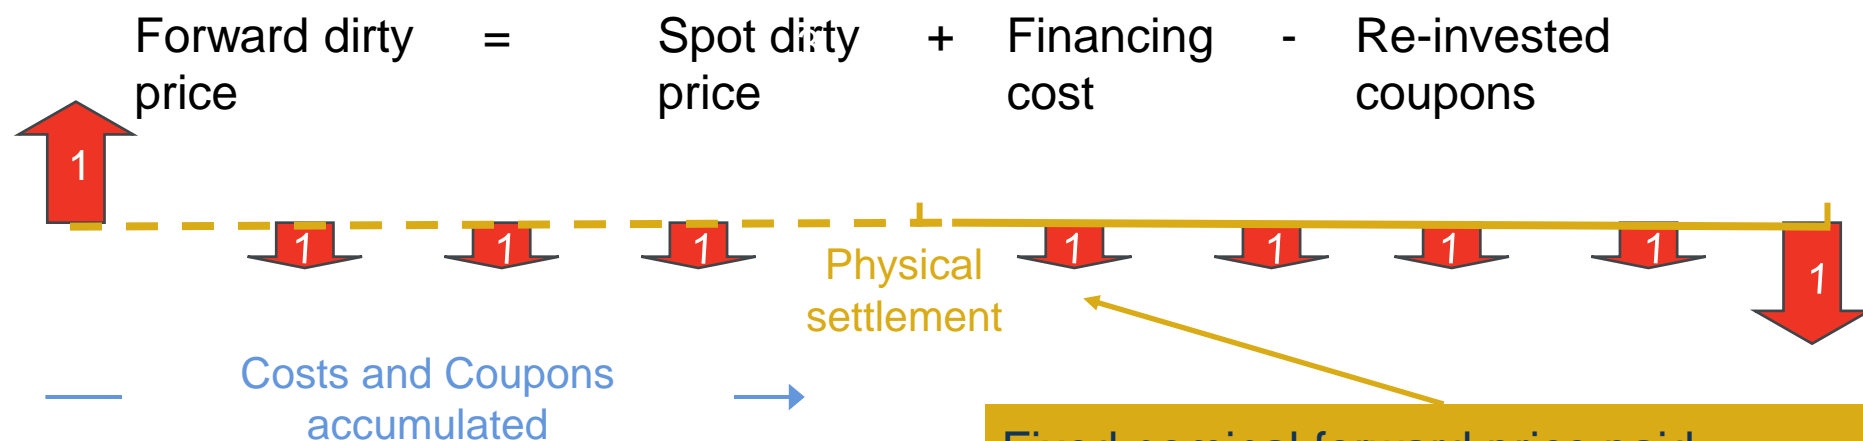 Forward dirty = Spot dirty + Financing - Re-invested
price price cost coupons
1
1 1 1 1 1 1 1
1
Physical
settlement
Costs and Coupons
accumulated